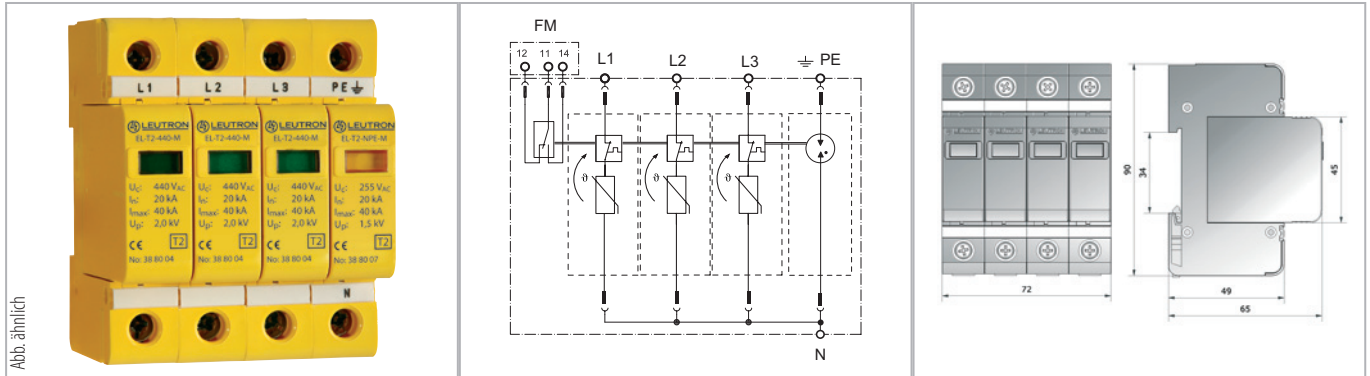 Abb. ähnlich
L1 L2 L3 PE
LEUTRON LEUTRON LEUTRON LEUTRON
EL-T2-440-M EL-T2-440-M EL-T2-440-M EL-T2-NPE-M
Uc: 440 VAC Uc: 440 VAC Uc: 440 VAC Uc: 255 VAC
In: 20 kA In: 20 kA In: 20 kA In: 20 kA
Imax: 40 kA Imax: 40 kA Imax: 40 kA Imax: 40 kA
Up: 2,0 kV Up: 2,0 kV Up: 2,0 kV Up: 1,5 kV
CE T2 CE T2 CE T2 CE T2
No: 38 80 04 No: 38 80 04 No: 38 80 04 No: 38 80 07
N
FM
12 11 14
L1 L2 L3 PE
ϑ ϑ ϑ
N
LEUTRON LEUTRON LEUTRON LEUTRON
72
90
34
45
49
65